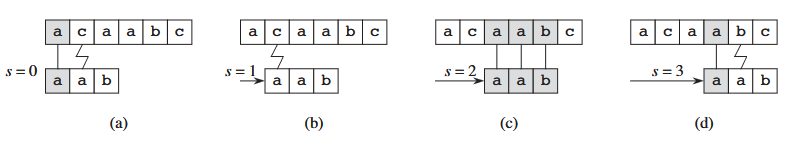 a c a a b c a c a a b c a c a a b c a c a a b c
s = 0 a a b s = 1 a a b s = 2 a a b s = 3 a a b
(a) (b) (c) (d)